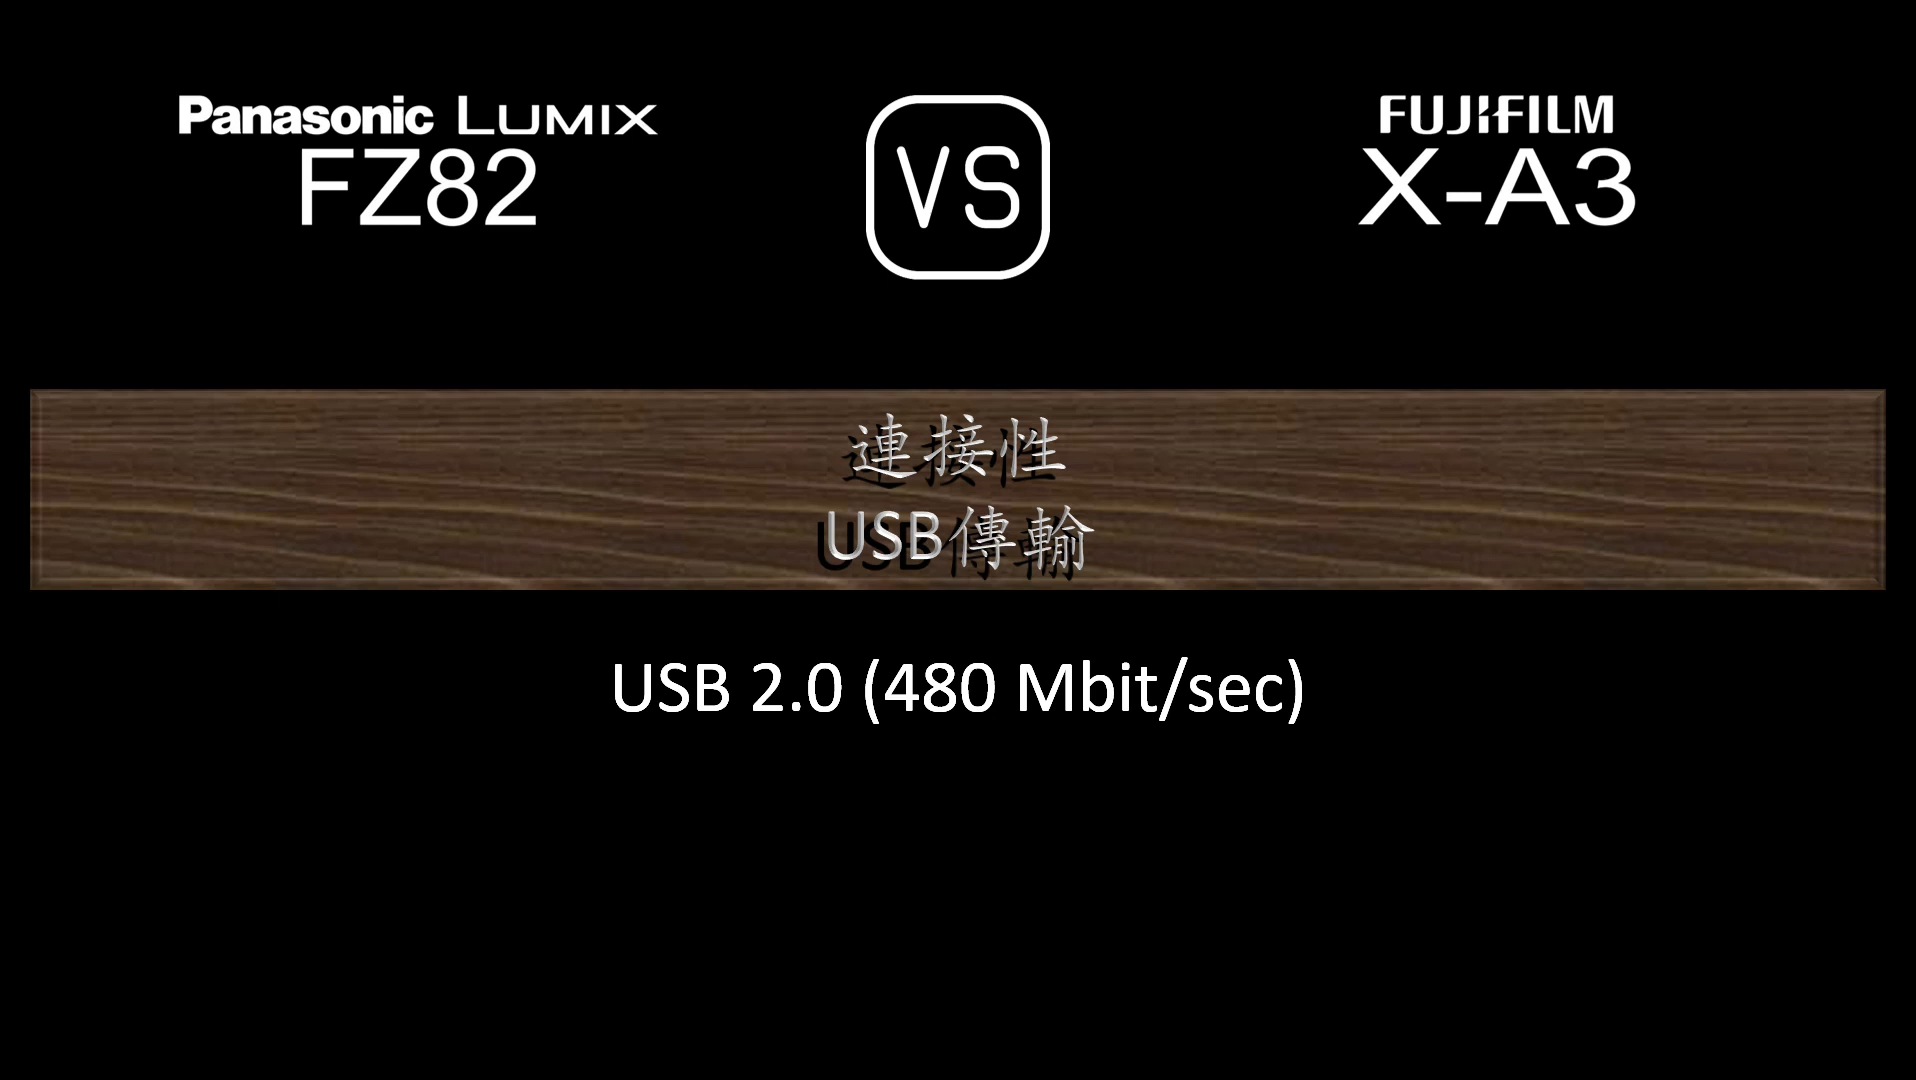 Panasonic LUMIX
FZ82
VS
FUJIFILM
X-A3
連接性
USB傳輸
USB 2.0 (480 Mbit/sec)